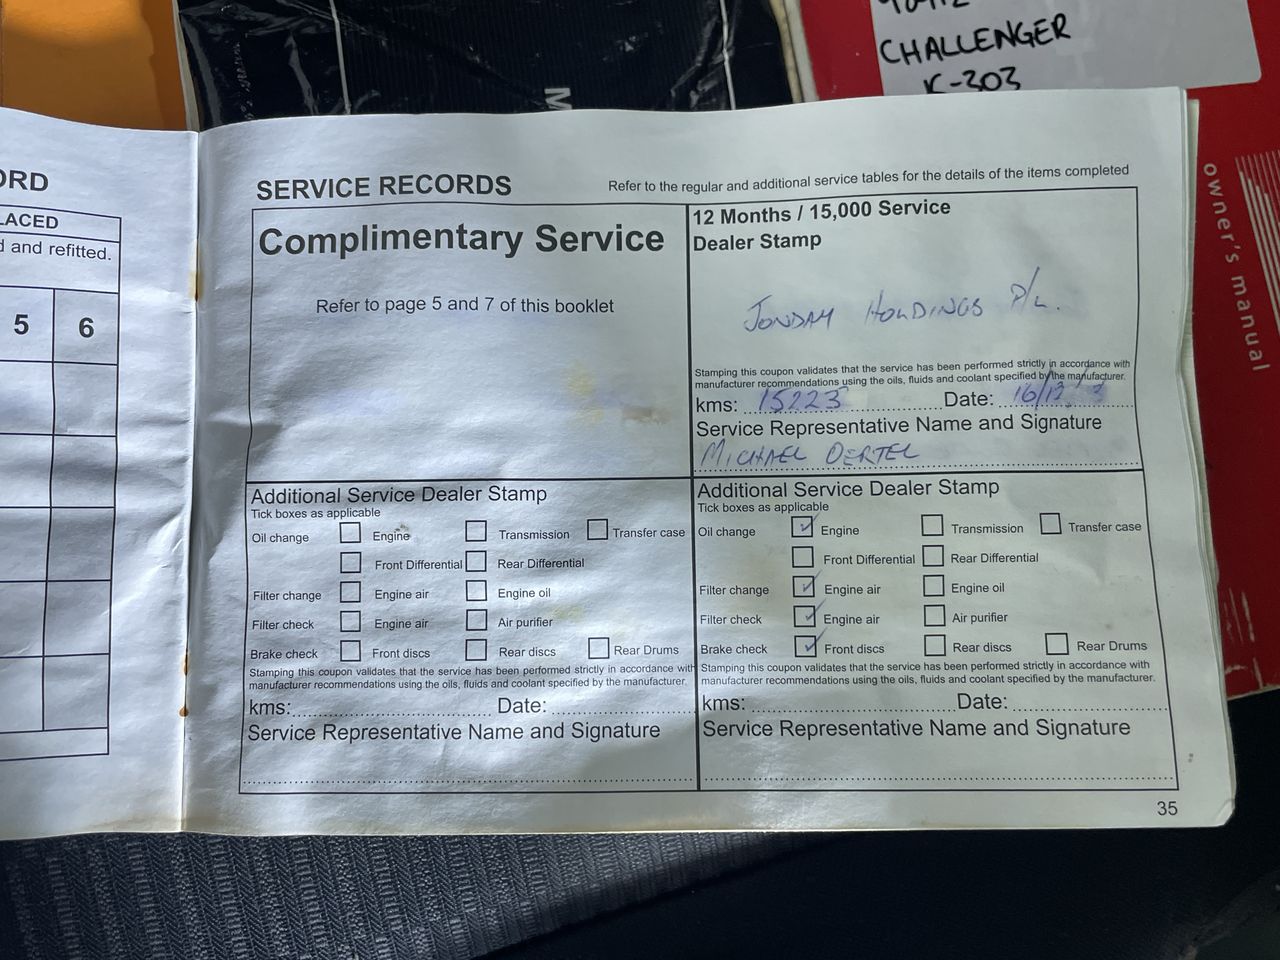 CHALLENGER
K-303
owner's manual
M
ORD
LACED
d and refitted.
5 6
SERVICE RECORDS
Refer to the regular and additional service tables for the details of the items completed
Complimentary Service
Refer to page 5 and 7 of this booklet
12 Months / 15,000 Service
Dealer Stamp
JONDAY HOLDINGS P/L.
Stamping this coupon validates that the service has been performed strictly in accordance with
manufacturer recommendations using the oils, fluids and coolant specified by the manufacturer.
kms: 15223 Date: 16/12/
Service Representative Name and Signature
MICHAEL OERTEL
Additional Service Dealer Stamp
Tick boxes as applicable
Oil change Engine Transmission Transfer case
Front Differential Rear Differential
Filter change Engine air Engine oil
Filter check Engine air Air purifier
Brake check Front discs Rear discs Rear Drums
Stamping this coupon validates that the service has been performed strictly in accordance with
manufacturer recommendations using the oils, fluids and coolant specified by the manufacturer.
kms: Date:
Service Representative Name and Signature
Additional Service Dealer Stamp
Tick boxes as applicable
Oil change Engine Transmission Transfer case
Front Differential Rear Differential
Filter change Engine air Engine oil
Filter check Engine air Air purifier
Brake check Front discs Rear discs Rear Drums
Stamping this coupon validates that the service has been performed strictly in accordance with
manufacturer recommendations using the oils, fluids and coolant specified by the manufacturer.
kms: Date:
Service Representative Name and Signature
35